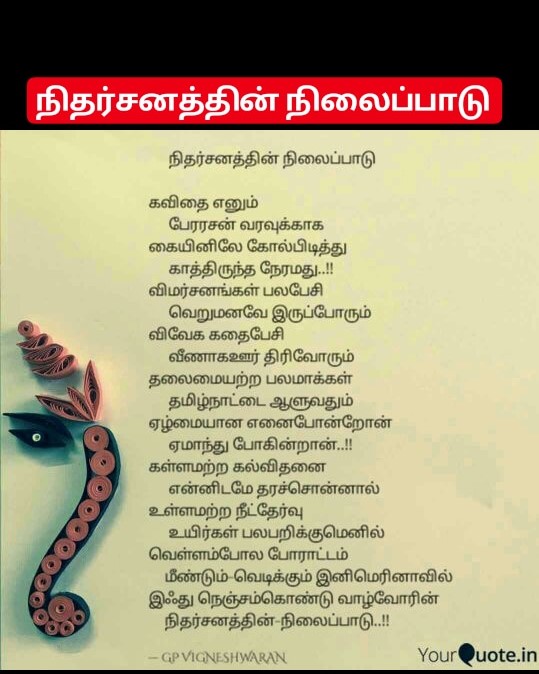 நிதர்சனத்தின் நிலைப்பாடு
நிதர்சனத்தின் நிலைப்பாடு
கவிதை எனும்
பேரரசன் வரவுக்காக
கையினிலே கோல்பிடித்து
காத்திருந்த நேரமது..!!
விமர்சனங்கள் பலபேசி
வெறுமனவே இருப்போரும்
விவேக கதைபேசி
வீணாகஊர் திரிவோரும்
தலைமையற்ற பலமாக்கள்
தமிழ்நாட்டை ஆளுவதும்
ஏழ்மையான எனைபோன்றோன்
ஏமாந்து போகின்றான்..!!
கள்ளமற்ற கல்விதனை
என்னிடமே தரச்சொன்னால்
உள்ளமற்ற நீட்தேர்வு
உயிர்கள் பலபறிக்குமெனில்
வெள்ளம்போல போராட்டம்
மீண்டும்-வெடிக்கும் இனிமெரினாவில்
இஃது நெஞ்சம்கொண்டு வாழ்வோரின்
நிதர்சனத்தின்-நிலைப்பாடு..!!
— GP VIGNESHWARAN
YourQuote.in